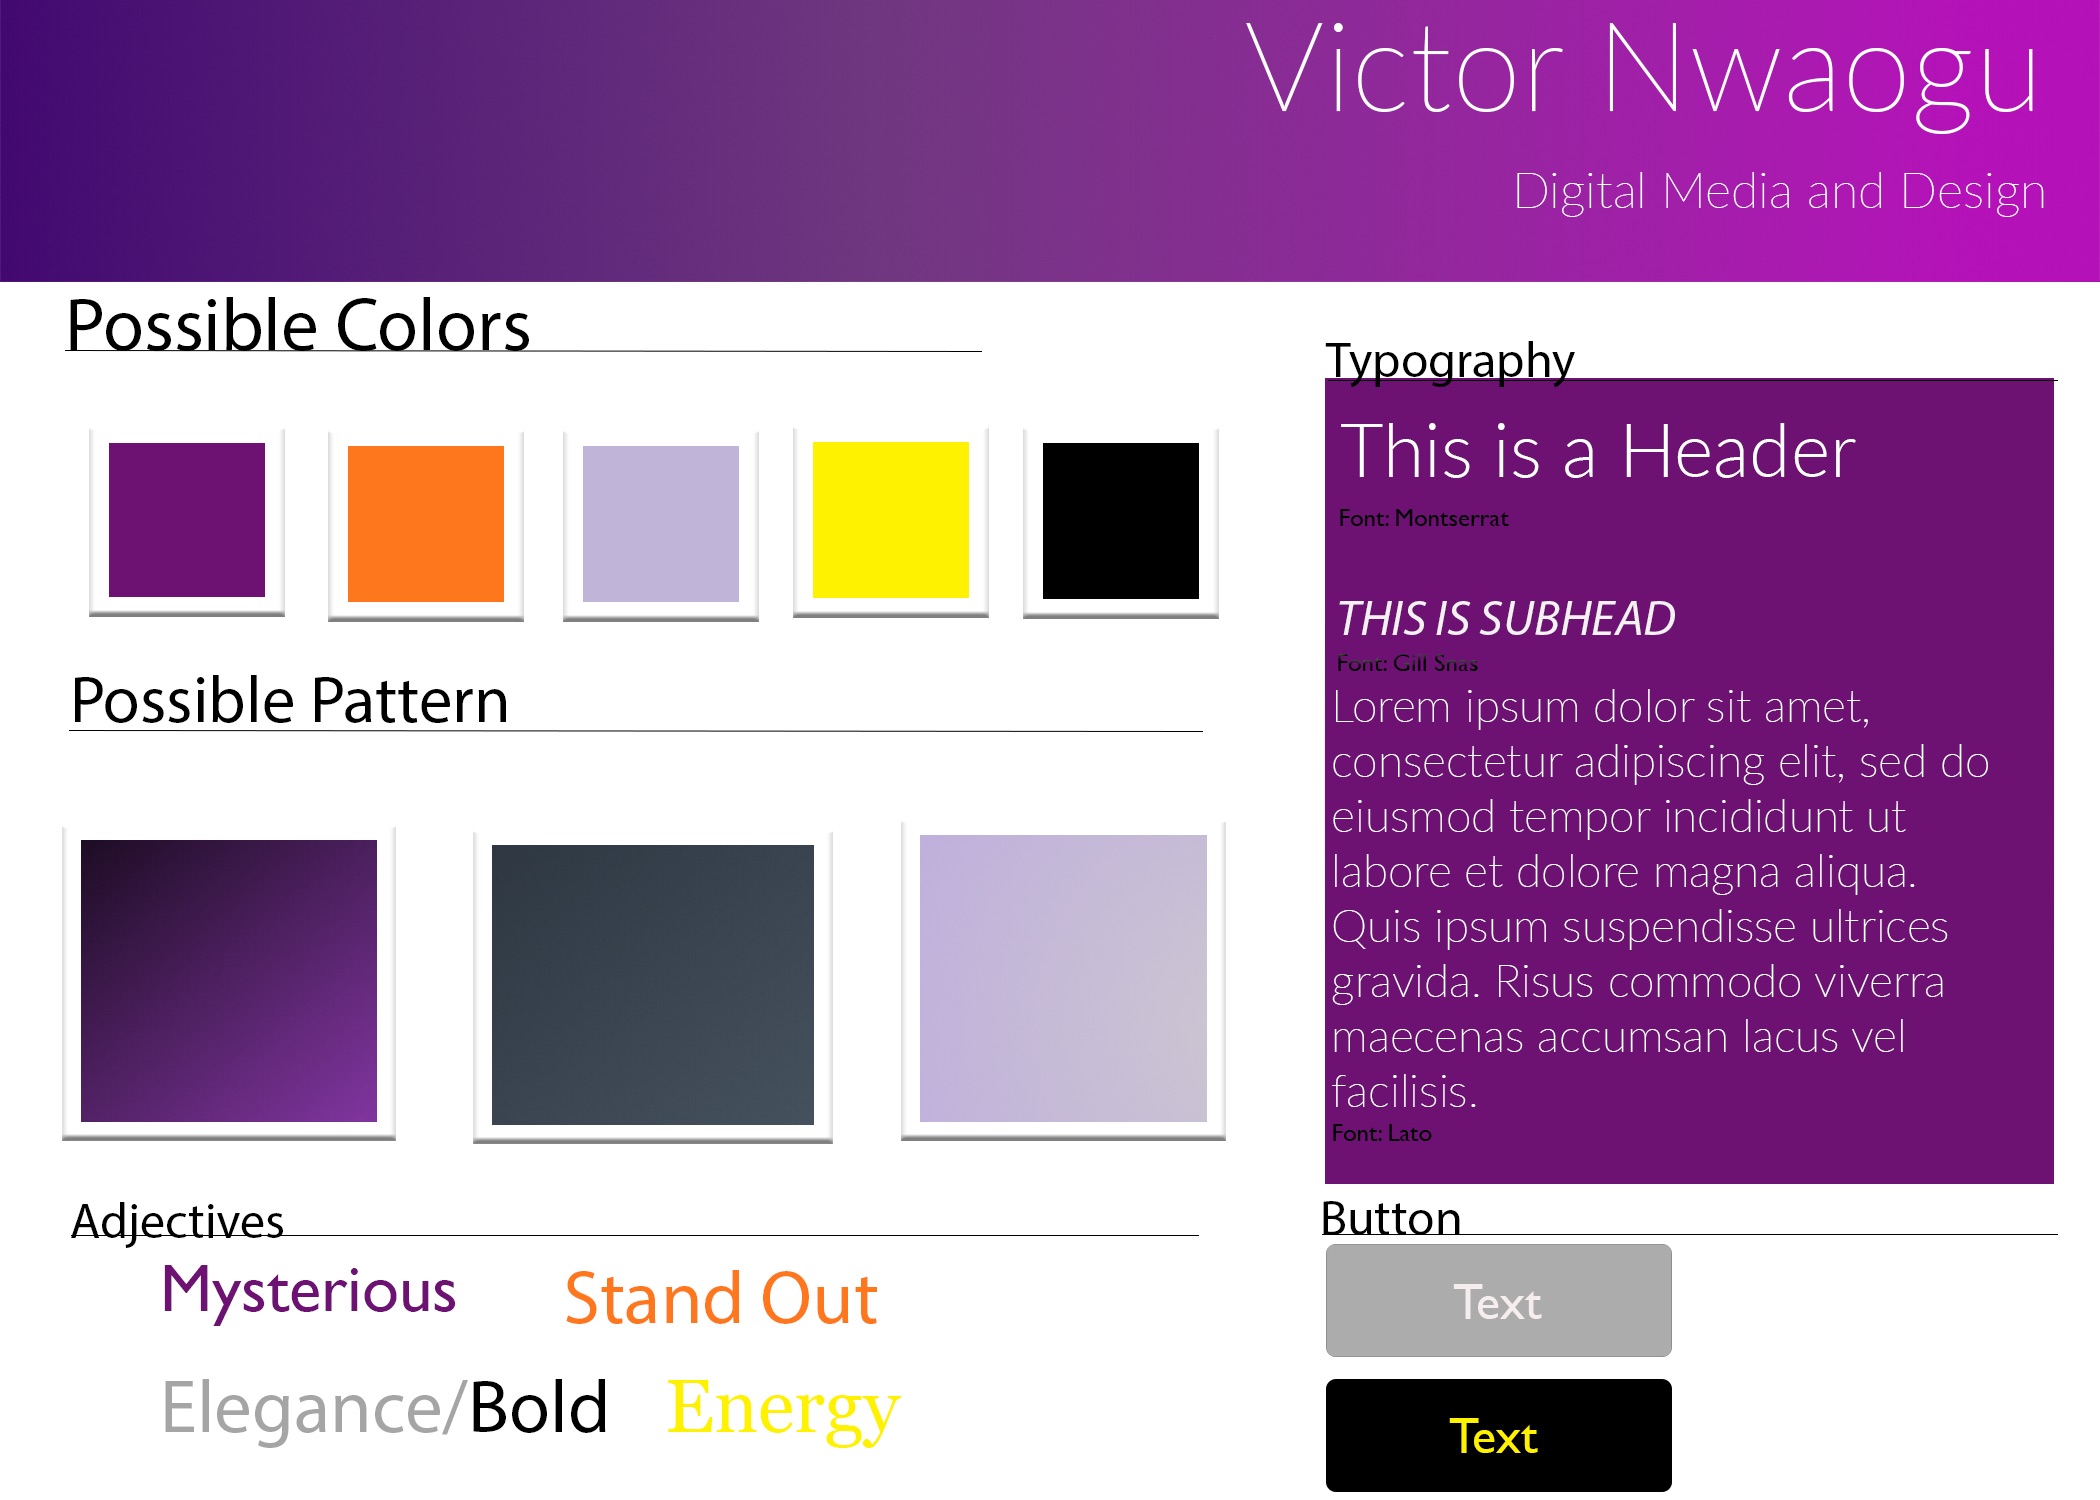 Victor Nwaogu
Digital Media and Design
Possible Colors
Possible Pattern
Adjectives
Mysterious
Stand Out
Elegance/Bold
Energy
Typography
This is a Header
Font: Montserrat
THIS IS SUBHEAD
Font: Gill Snas
Lorem ipsum dolor sit amet,
consectetur adipiscing elit, sed do
eiusmod tempor incididunt ut
labore et dolore magna aliqua.
Quis ipsum suspendisse ultrices
gravida. Risus commodo viverra
maecenas accumsan lacus vel
facilisis.
Font: Lato
Button
Text
Text